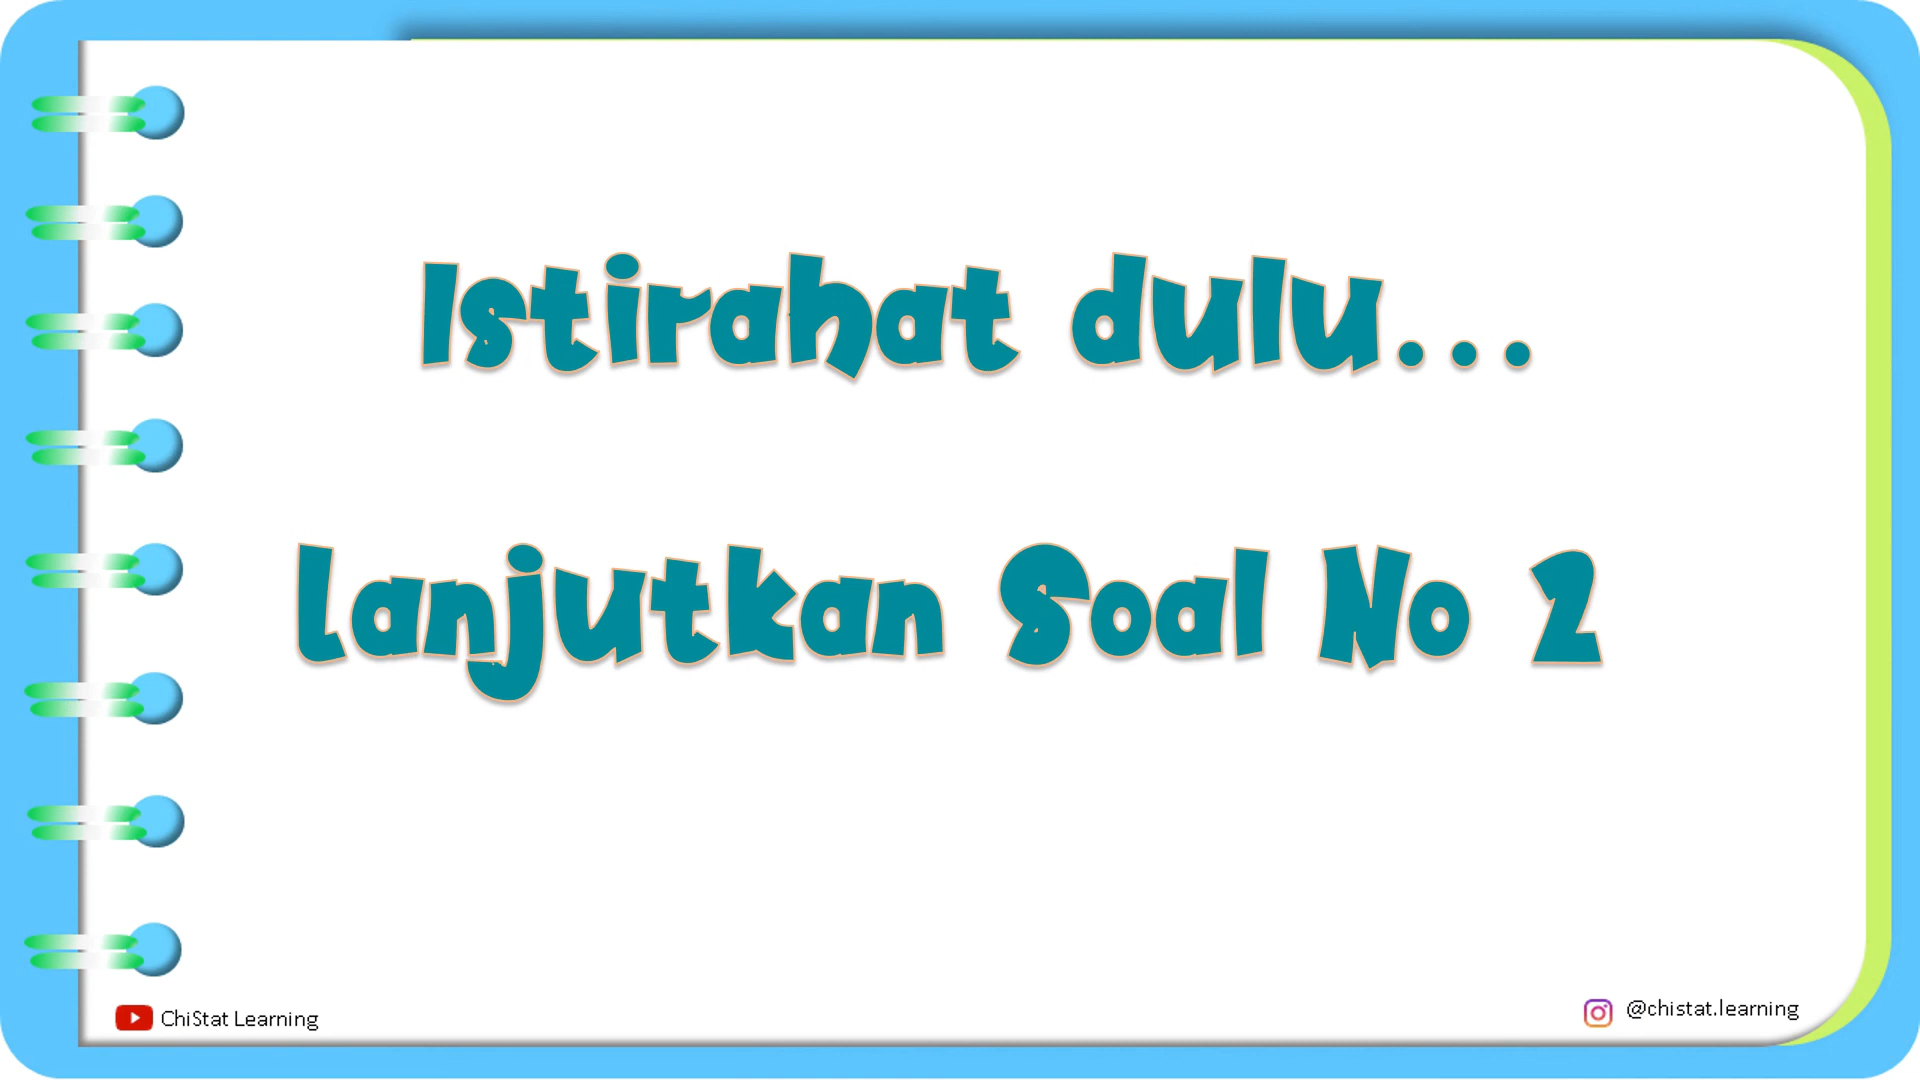 Istirahat dulu...
Lanjutkan Soal No 2
ChiStat Learning
@chistat.learning